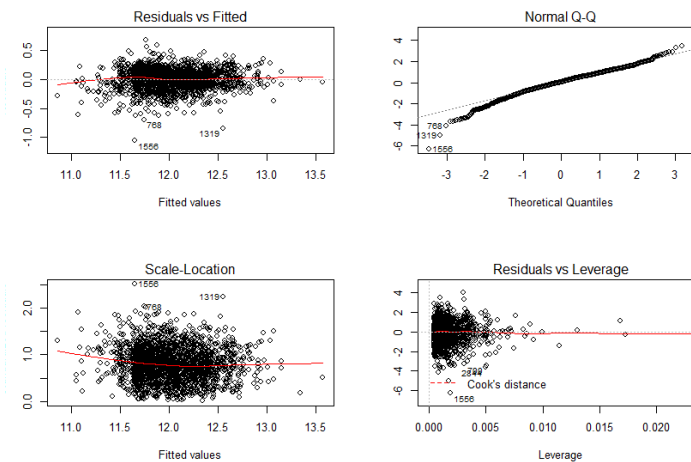 Residuals vs Fitted
0.5
0.0
-0.5
-1.0
768
1319
1556
11.0 11.5 12.0 12.5 13.0 13.5
Fitted values
Normal Q-Q
4
2
0
-2
-4
-6
768
1319
1556
-3 -2 -1 0 1 2 3
Theoretical Quantiles
Scale-Location
2.0
1.0
0.0
1556
768
1319
11.0 11.5 12.0 12.5 13.0 13.5
Fitted values
Residuals vs Leverage
4
2
0
-2
-4
-6
Cook's distance
1556
0.000 0.005 0.010 0.015 0.020
Leverage